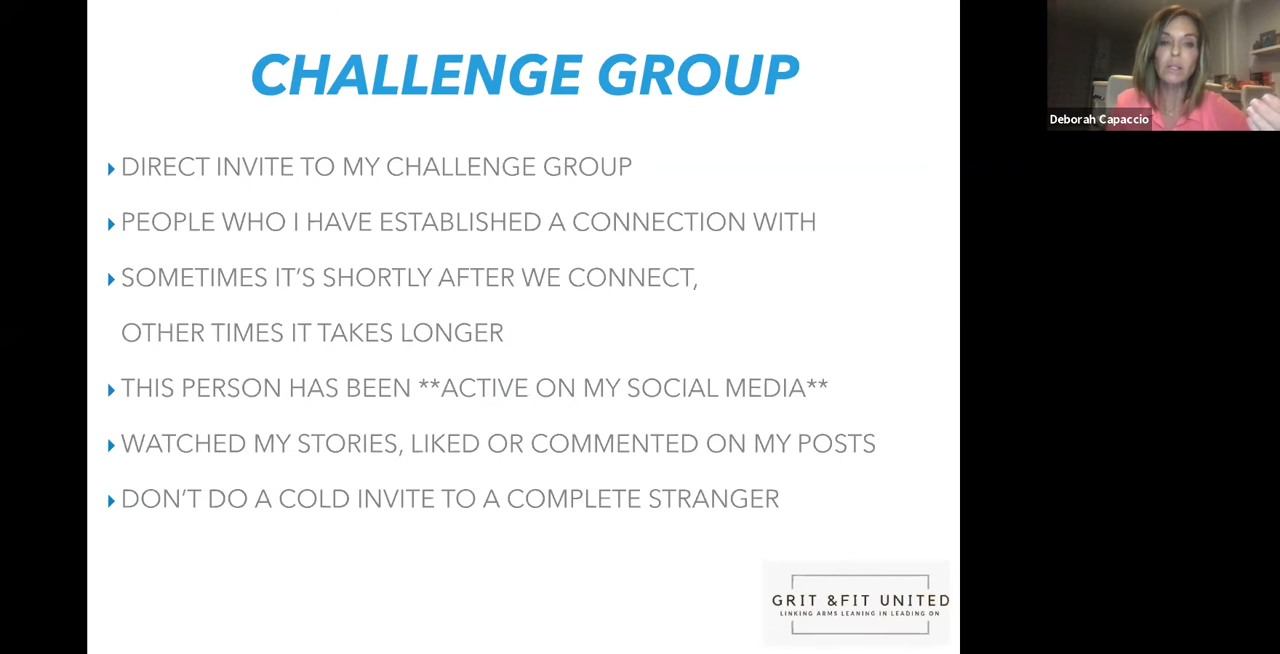 CHALLENGE GROUP
DIRECT INVITE TO MY CHALLENGE GROUP
PEOPLE WHO I HAVE ESTABLISHED A CONNECTION WITH
SOMETIMES IT’S SHORTLY AFTER WE CONNECT,
OTHER TIMES IT TAKES LONGER
THIS PERSON HAS BEEN **ACTIVE ON MY SOCIAL MEDIA**
WATCHED MY STORIES, LIKED OR COMMENTED ON MY POSTS
DON’T DO A COLD INVITE TO A COMPLETE STRANGER
GRIT &FIT UNITED
LINKING ARMS LEANING IN LEADING ON
Deborah Capaccio